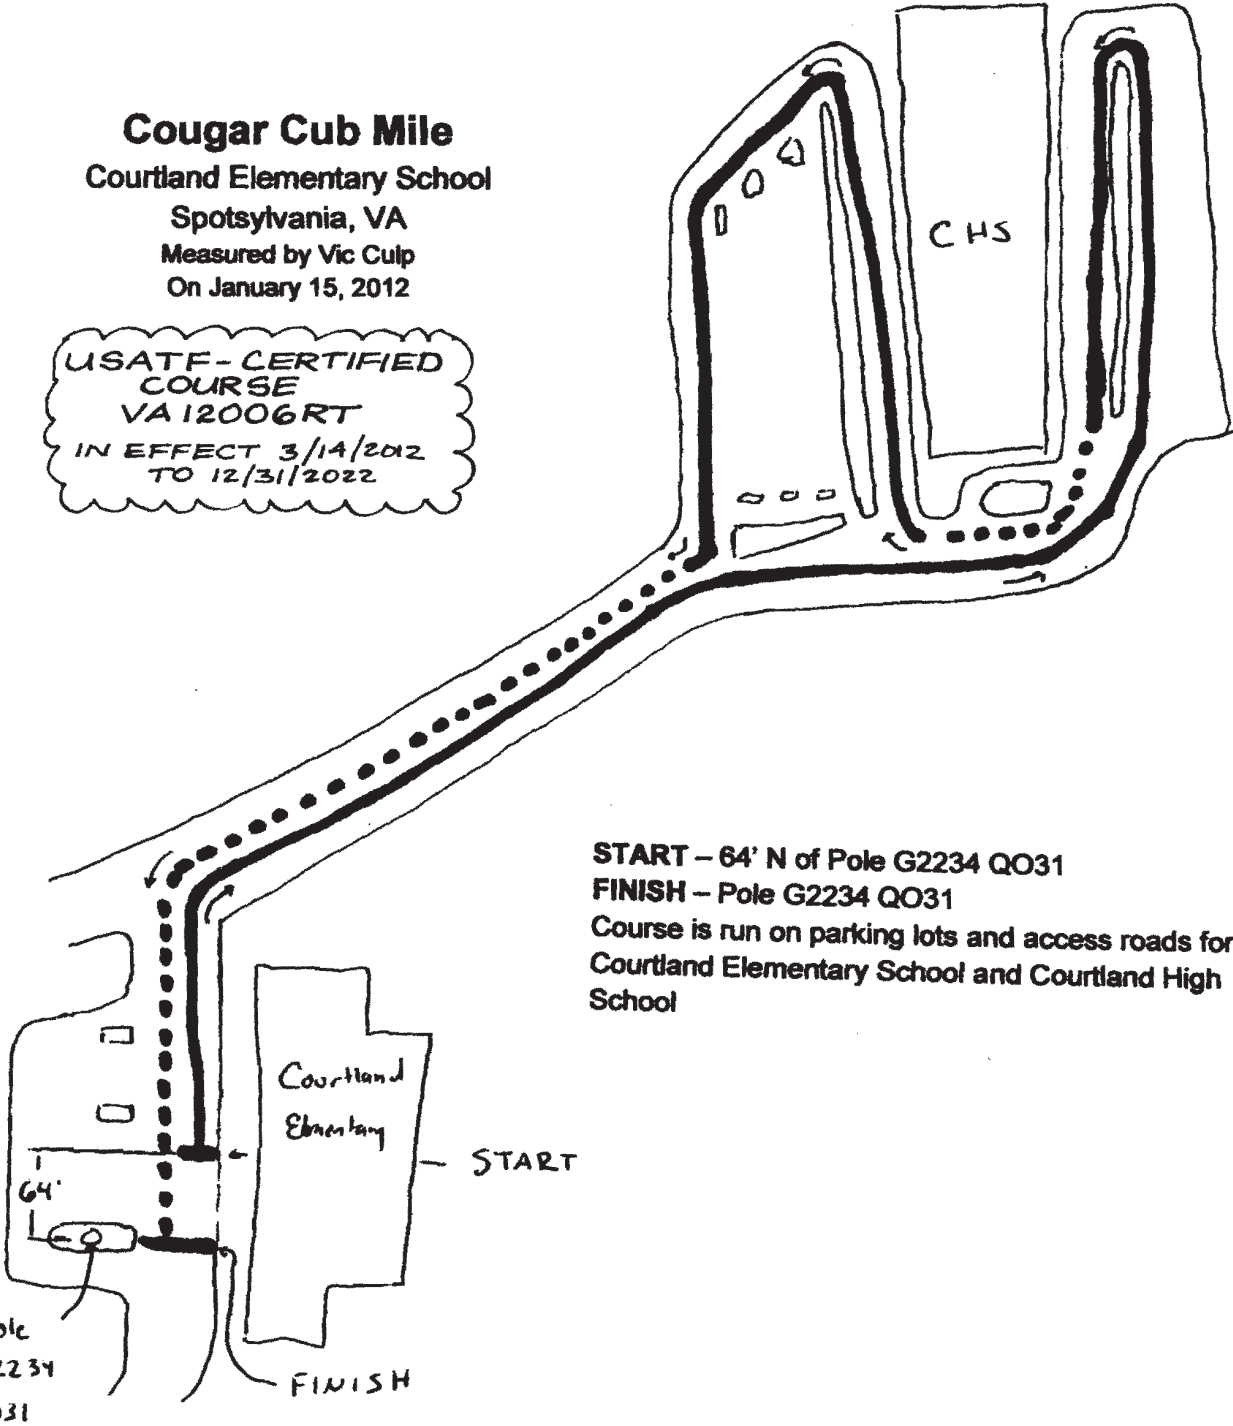 Cougar Cub Mile
Courtland Elementary School
Spotsylvania, VA
Measured by Vic Culp
On January 15, 2012
USATF-CERTIFIED
COURSE
VA12006RT
IN EFFECT 3/14/2012
TO 12/31/2022
CHS
START – 64' N of Pole G2234 QO31
FINISH – Pole G2234 QO31
Course is run on parking lots and access roads for
Courtland Elementary School and Courtland High
School
Courtland
Elementary
START
64'
FINISH